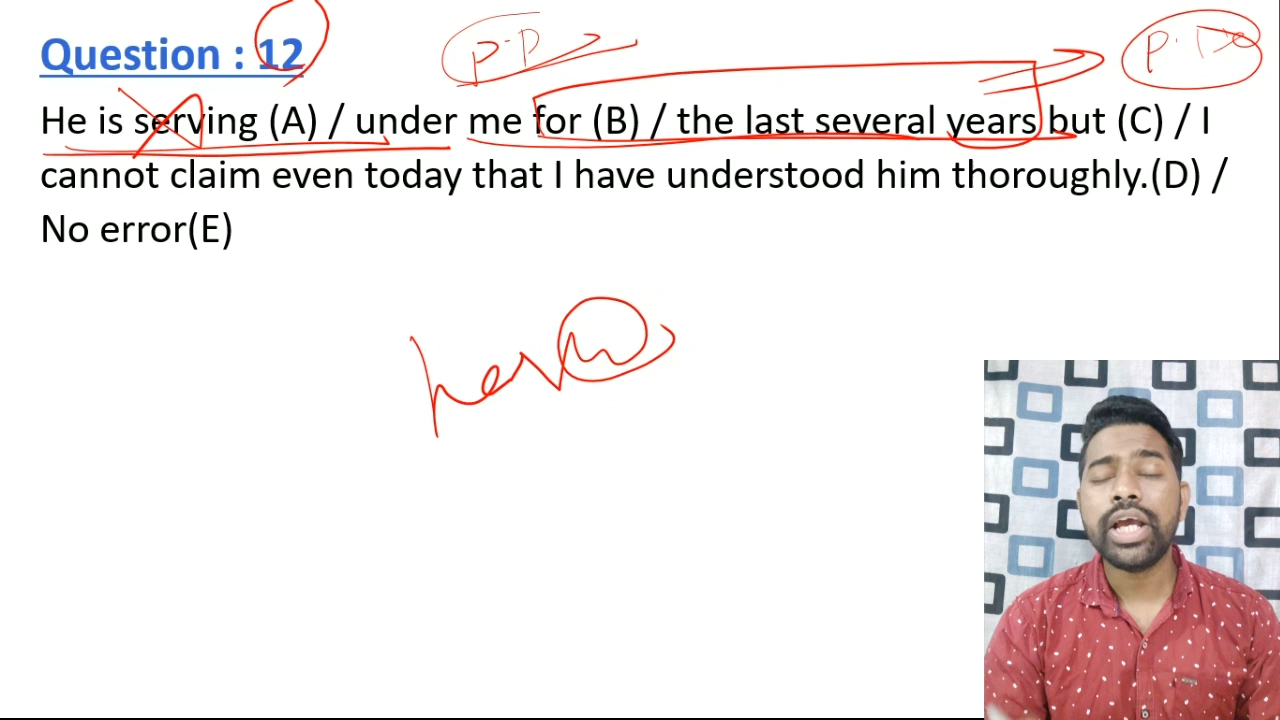 Question : 12
P.P
He is serving (A) / under me for (B) / the last several years but (C) / I
cannot claim even today that I have understood him thoroughly.(D) /
No error(E)